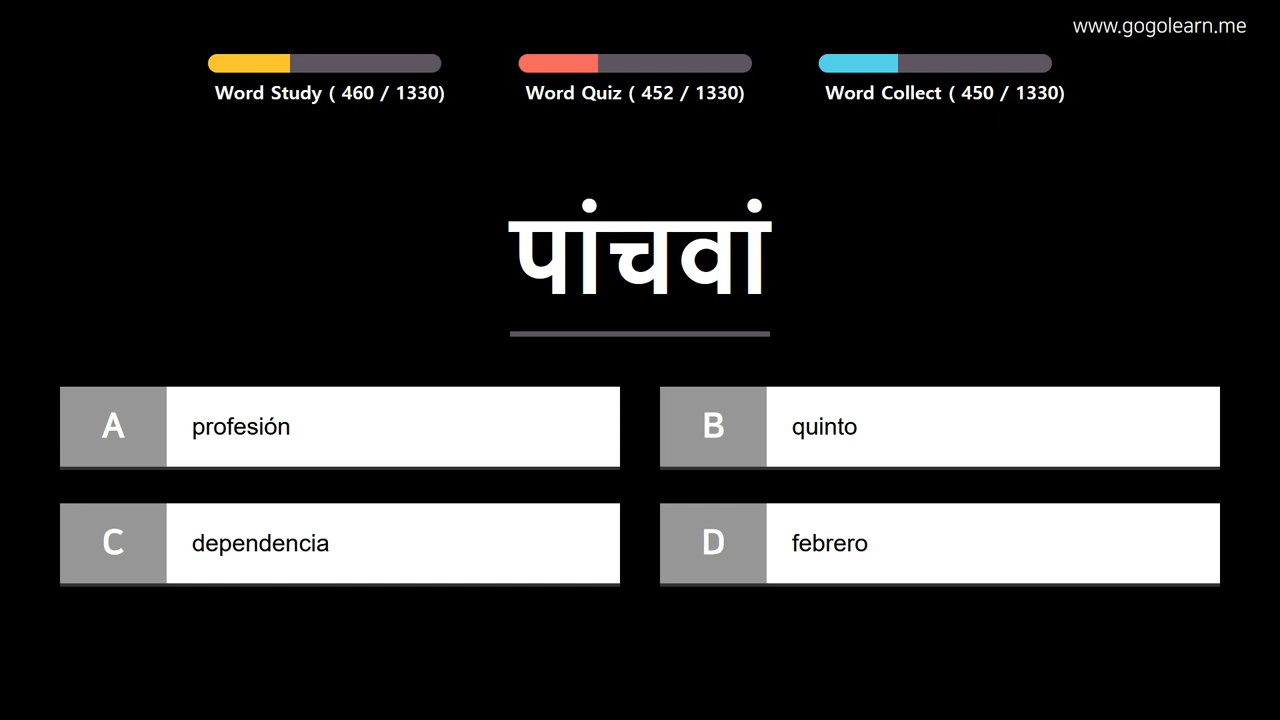 www.gogolearn.me
Word Study ( 460 / 1330)
Word Quiz ( 452 / 1330)
Word Collect ( 450 / 1330)
पांचवां
A profesión
B quinto
C dependencia
D febrero